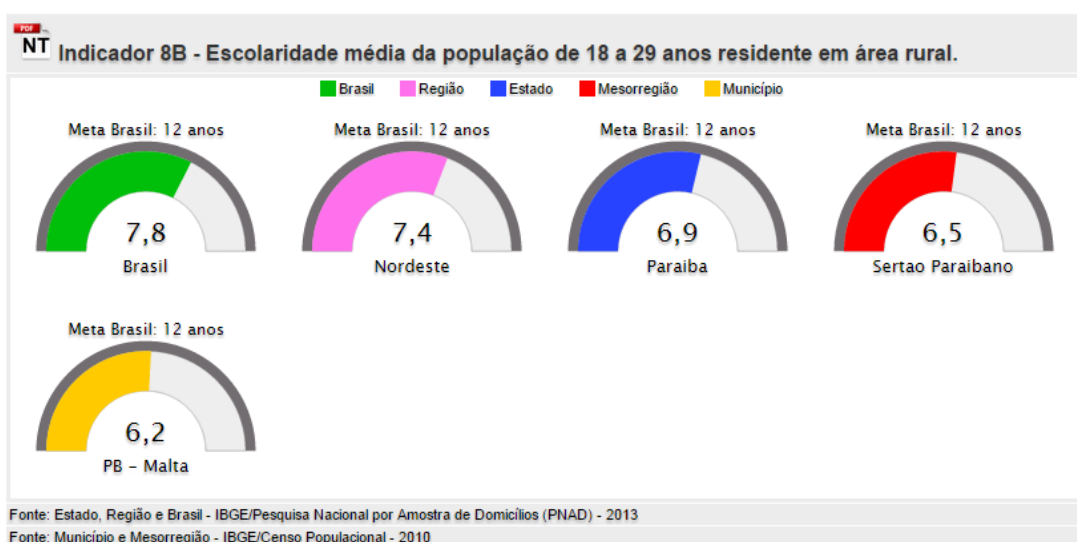 PDF
NT Indicador 8B - Escolaridade média da população de 18 a 29 anos residente em área rural.
Brasil Região Estado Mesorregião Município
Meta Brasil: 12 anos Meta Brasil: 12 anos Meta Brasil: 12 anos Meta Brasil: 12 anos
7,8 7,4 6,9 6,5
Brasil Nordeste Paraiba Sertao Paraibano
Meta Brasil: 12 anos
6,2
PB – Malta
Fonte: Estado, Região e Brasil - IBGE/Pesquisa Nacional por Amostra de Domicílios (PNAD) - 2013
Fonte: Município e Mesorregião - IBGE/Censo Populacional - 2010